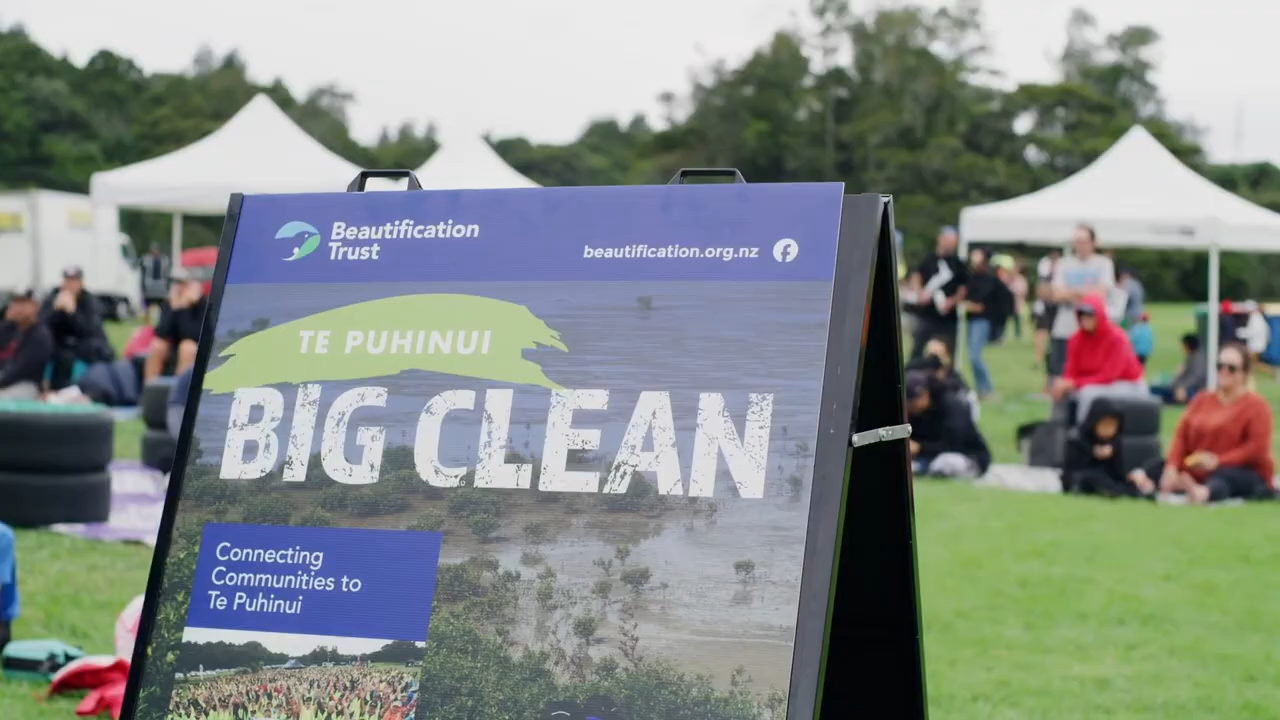 Beautification
Trust
beautification.org.nz
TE PUHINUI
BIG CLEAN
Connecting
Communities to
Te Puhinui